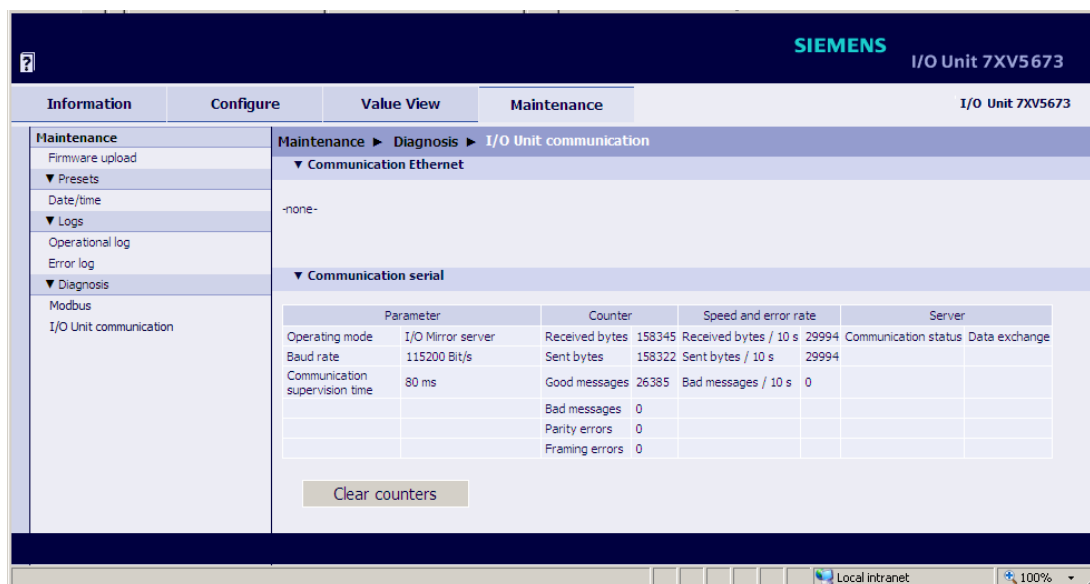 SIEMENS
I/O Unit 7XV5673
Information Configure Value View Maintenance I/O Unit 7XV5673
Maintenance
Firmware upload
▼ Presets
Date/time
▼ Logs
Operational log
Error log
▼ Diagnosis
Modbus
I/O Unit communication
Maintenance ► Diagnosis ► I/O Unit communication
▼ Communication Ethernet
-none-
▼ Communication serial
Parameter Counter Speed and error rate Server
Operating mode I/O Mirror server Received bytes 158345 Received bytes / 10 s 29994 Communication status Data exchange
Baud rate 115200 Bit/s Sent bytes 158322 Sent bytes / 10 s 29994
Communication
supervision time 80 ms Good messages 26385 Bad messages / 10 s 0
Bad messages 0
Parity errors 0
Framing errors 0
Clear counters
Local intranet 100%